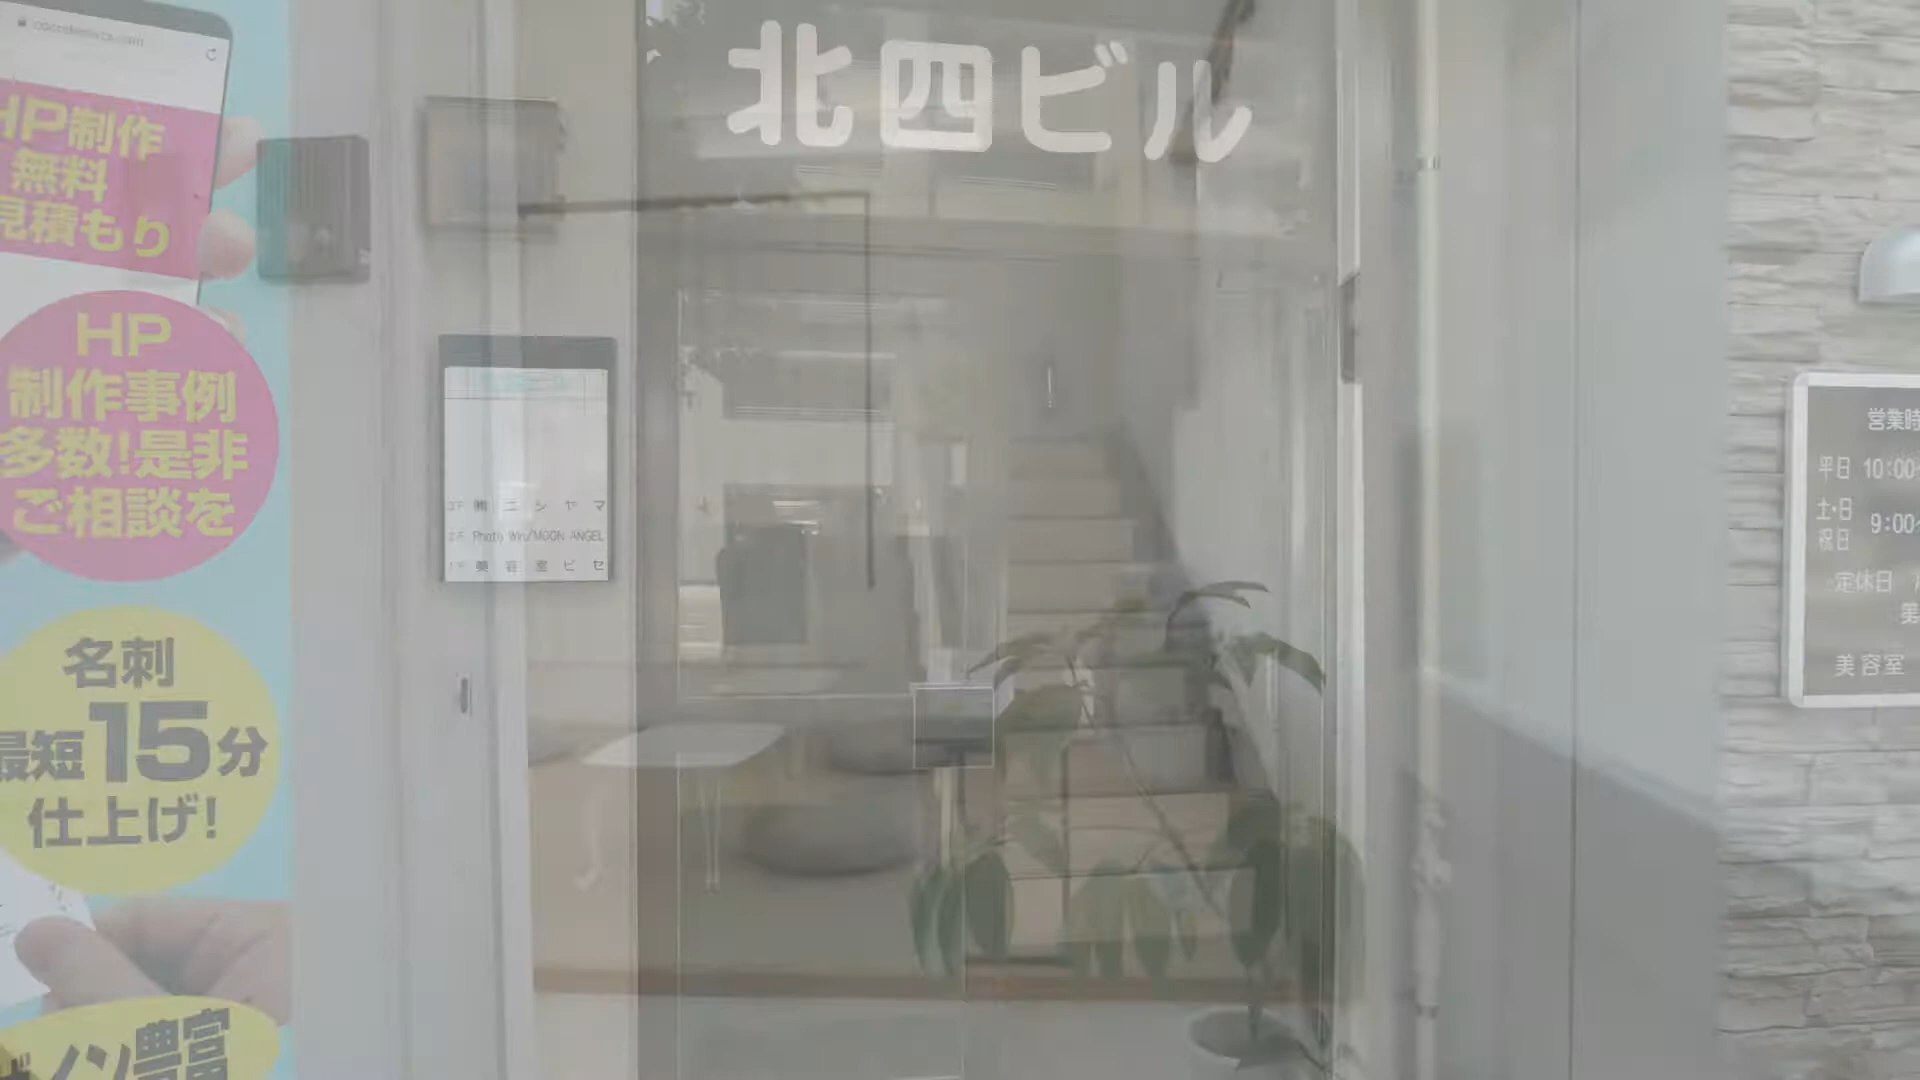 北四ビル
HP制作
無料
見積もり
HP
制作事例
多数!是非
ご相談を
名刺
最短15分
仕上げ!
豊富
3F ㈱エシヤマ
2F Photo Win/MOON ANGEL
1F 美容室ビセ
営業時
平日 10:00~
土・日 9:00~
祝日
定休日
第
美容室